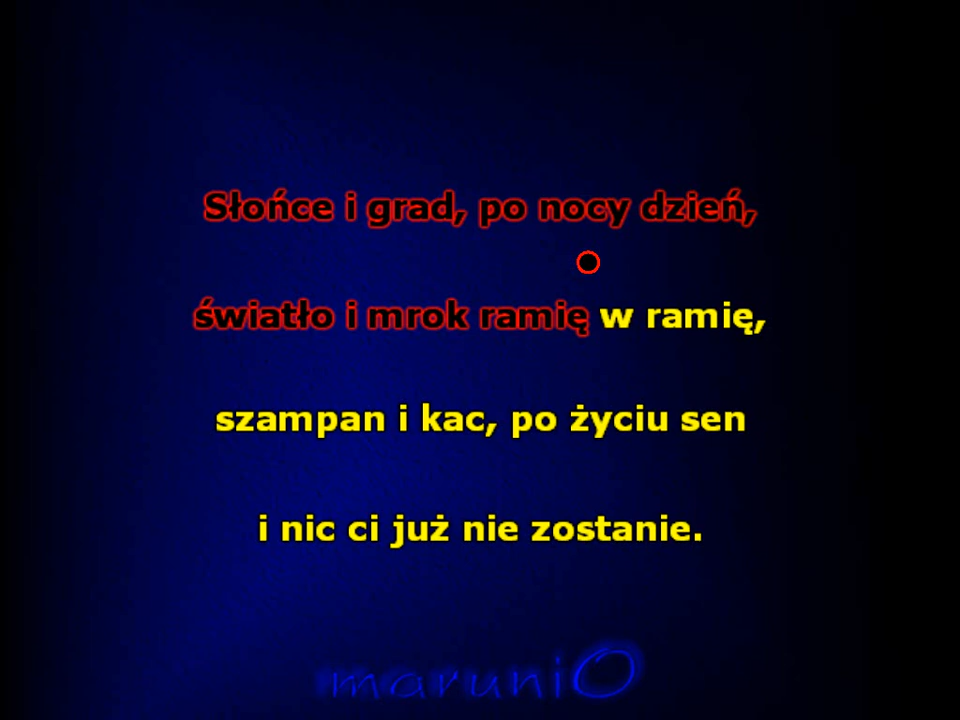 Słońce i grad, po nocy dzień,
światło i mrok ramię w ramię,
szampan i kac, po życiu sen
i nic ci już nie zostanie.
maruniO